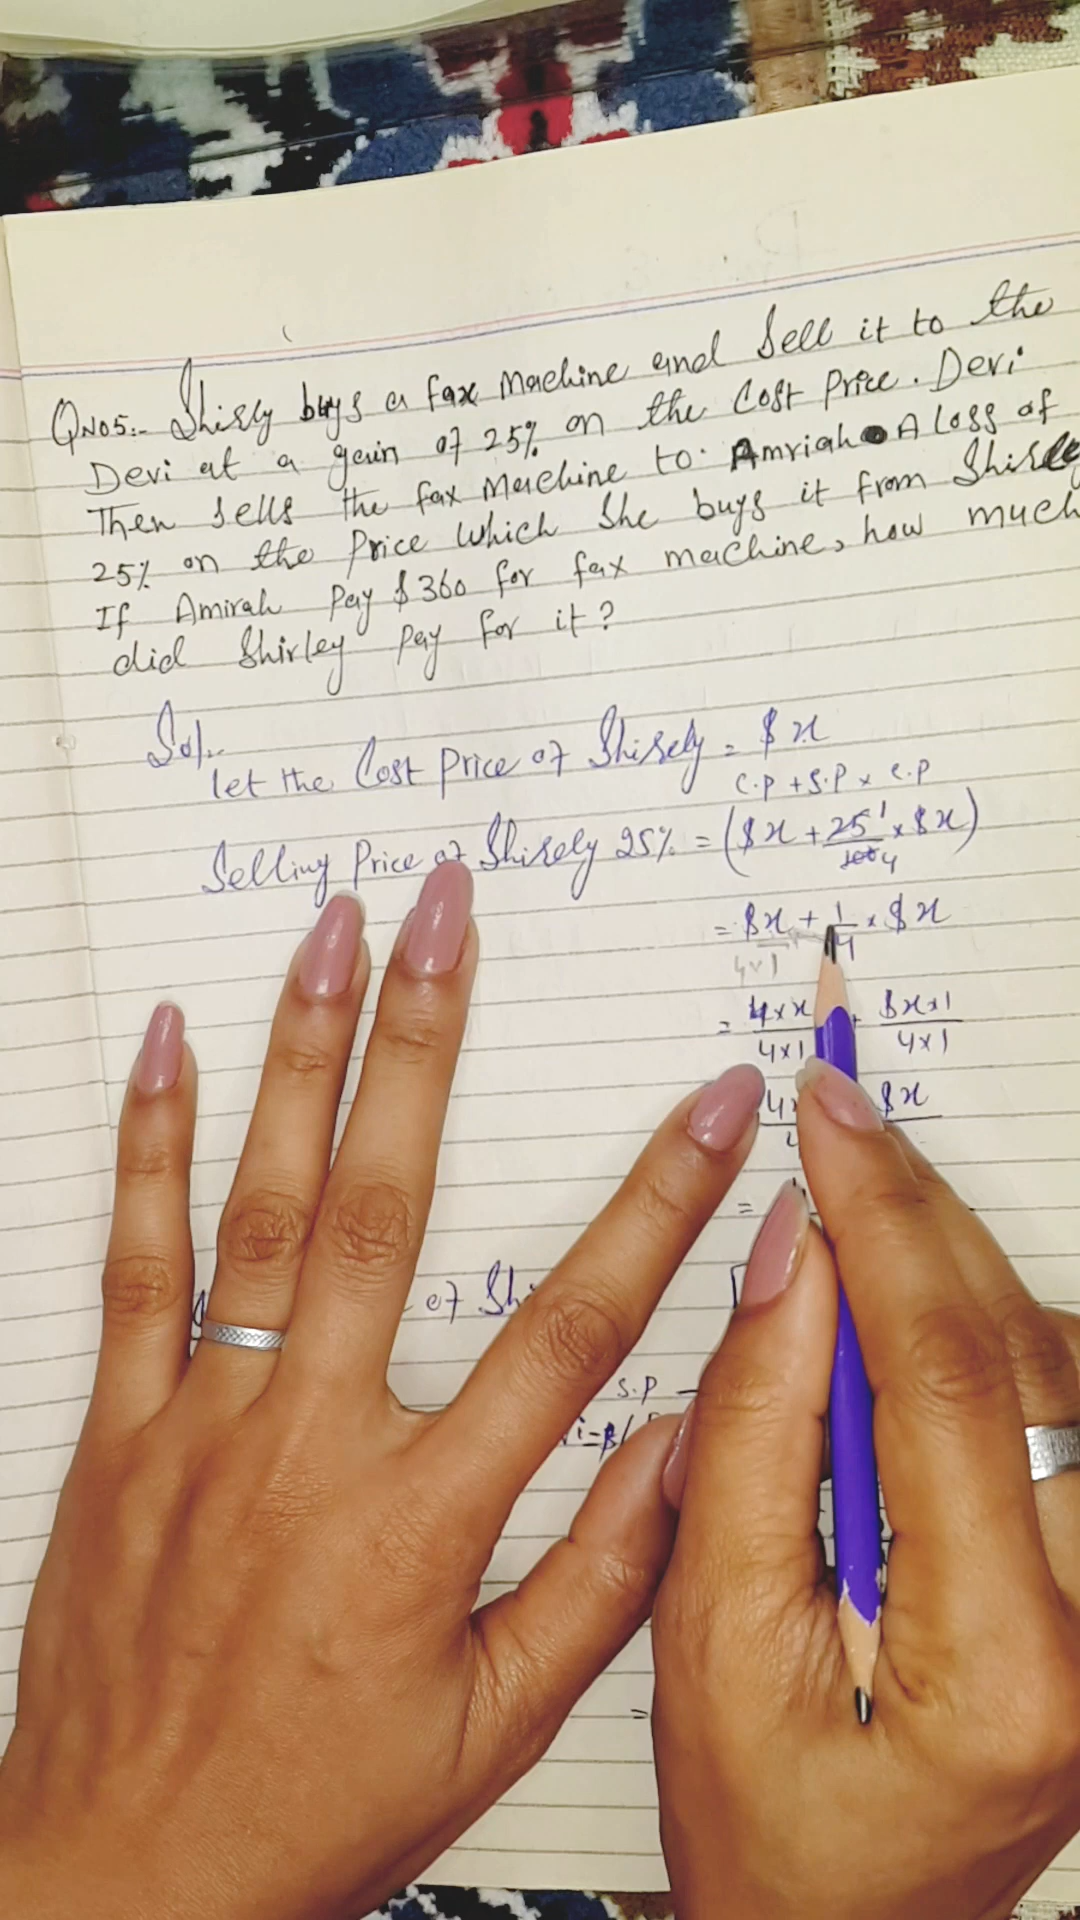 QNo5:- Shirly buys a fax Machine and Sell it to the
Devi at a gain of 25% on the Cost Price. Devi
Then sells the fax Machine to. Amriah A Loss of
25% on the Price Which She buys it from Shirley
If Amirah Pay $360 for fax machine, how much
did Shirley Pay for it?
Sol:-
let the Cost Price of Shirely = $x
C.P + S.P × C.P
Selling Price of Shirely 25% = ($x + 25 1/100 4 × $x)
= $x + 1/4 × $x
4×1
= 4×x/4×1 + $x×1/4×1
$x
=
of Shi
S.P
=